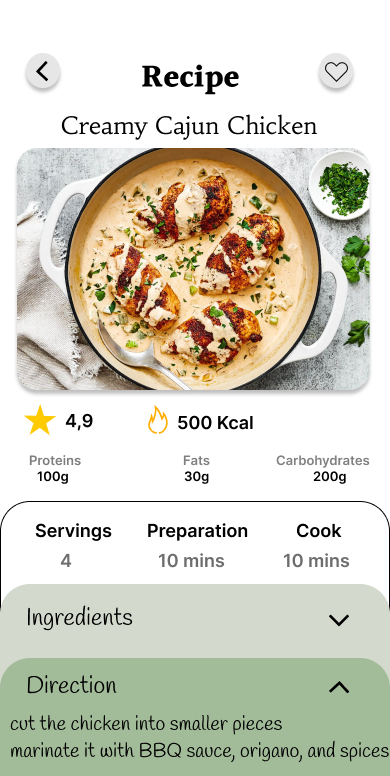 Recipe
Creamy Cajun Chicken
4,9
500 Kcal
Proteins
Fats
Carbohydrates
100g
30g
200g
Servings
Preparation
Cook
4
10 mins
10 mins
Ingredients
Direction
cut the chicken into smaller pieces
marinate it with BBQ sauce, origano, and spices